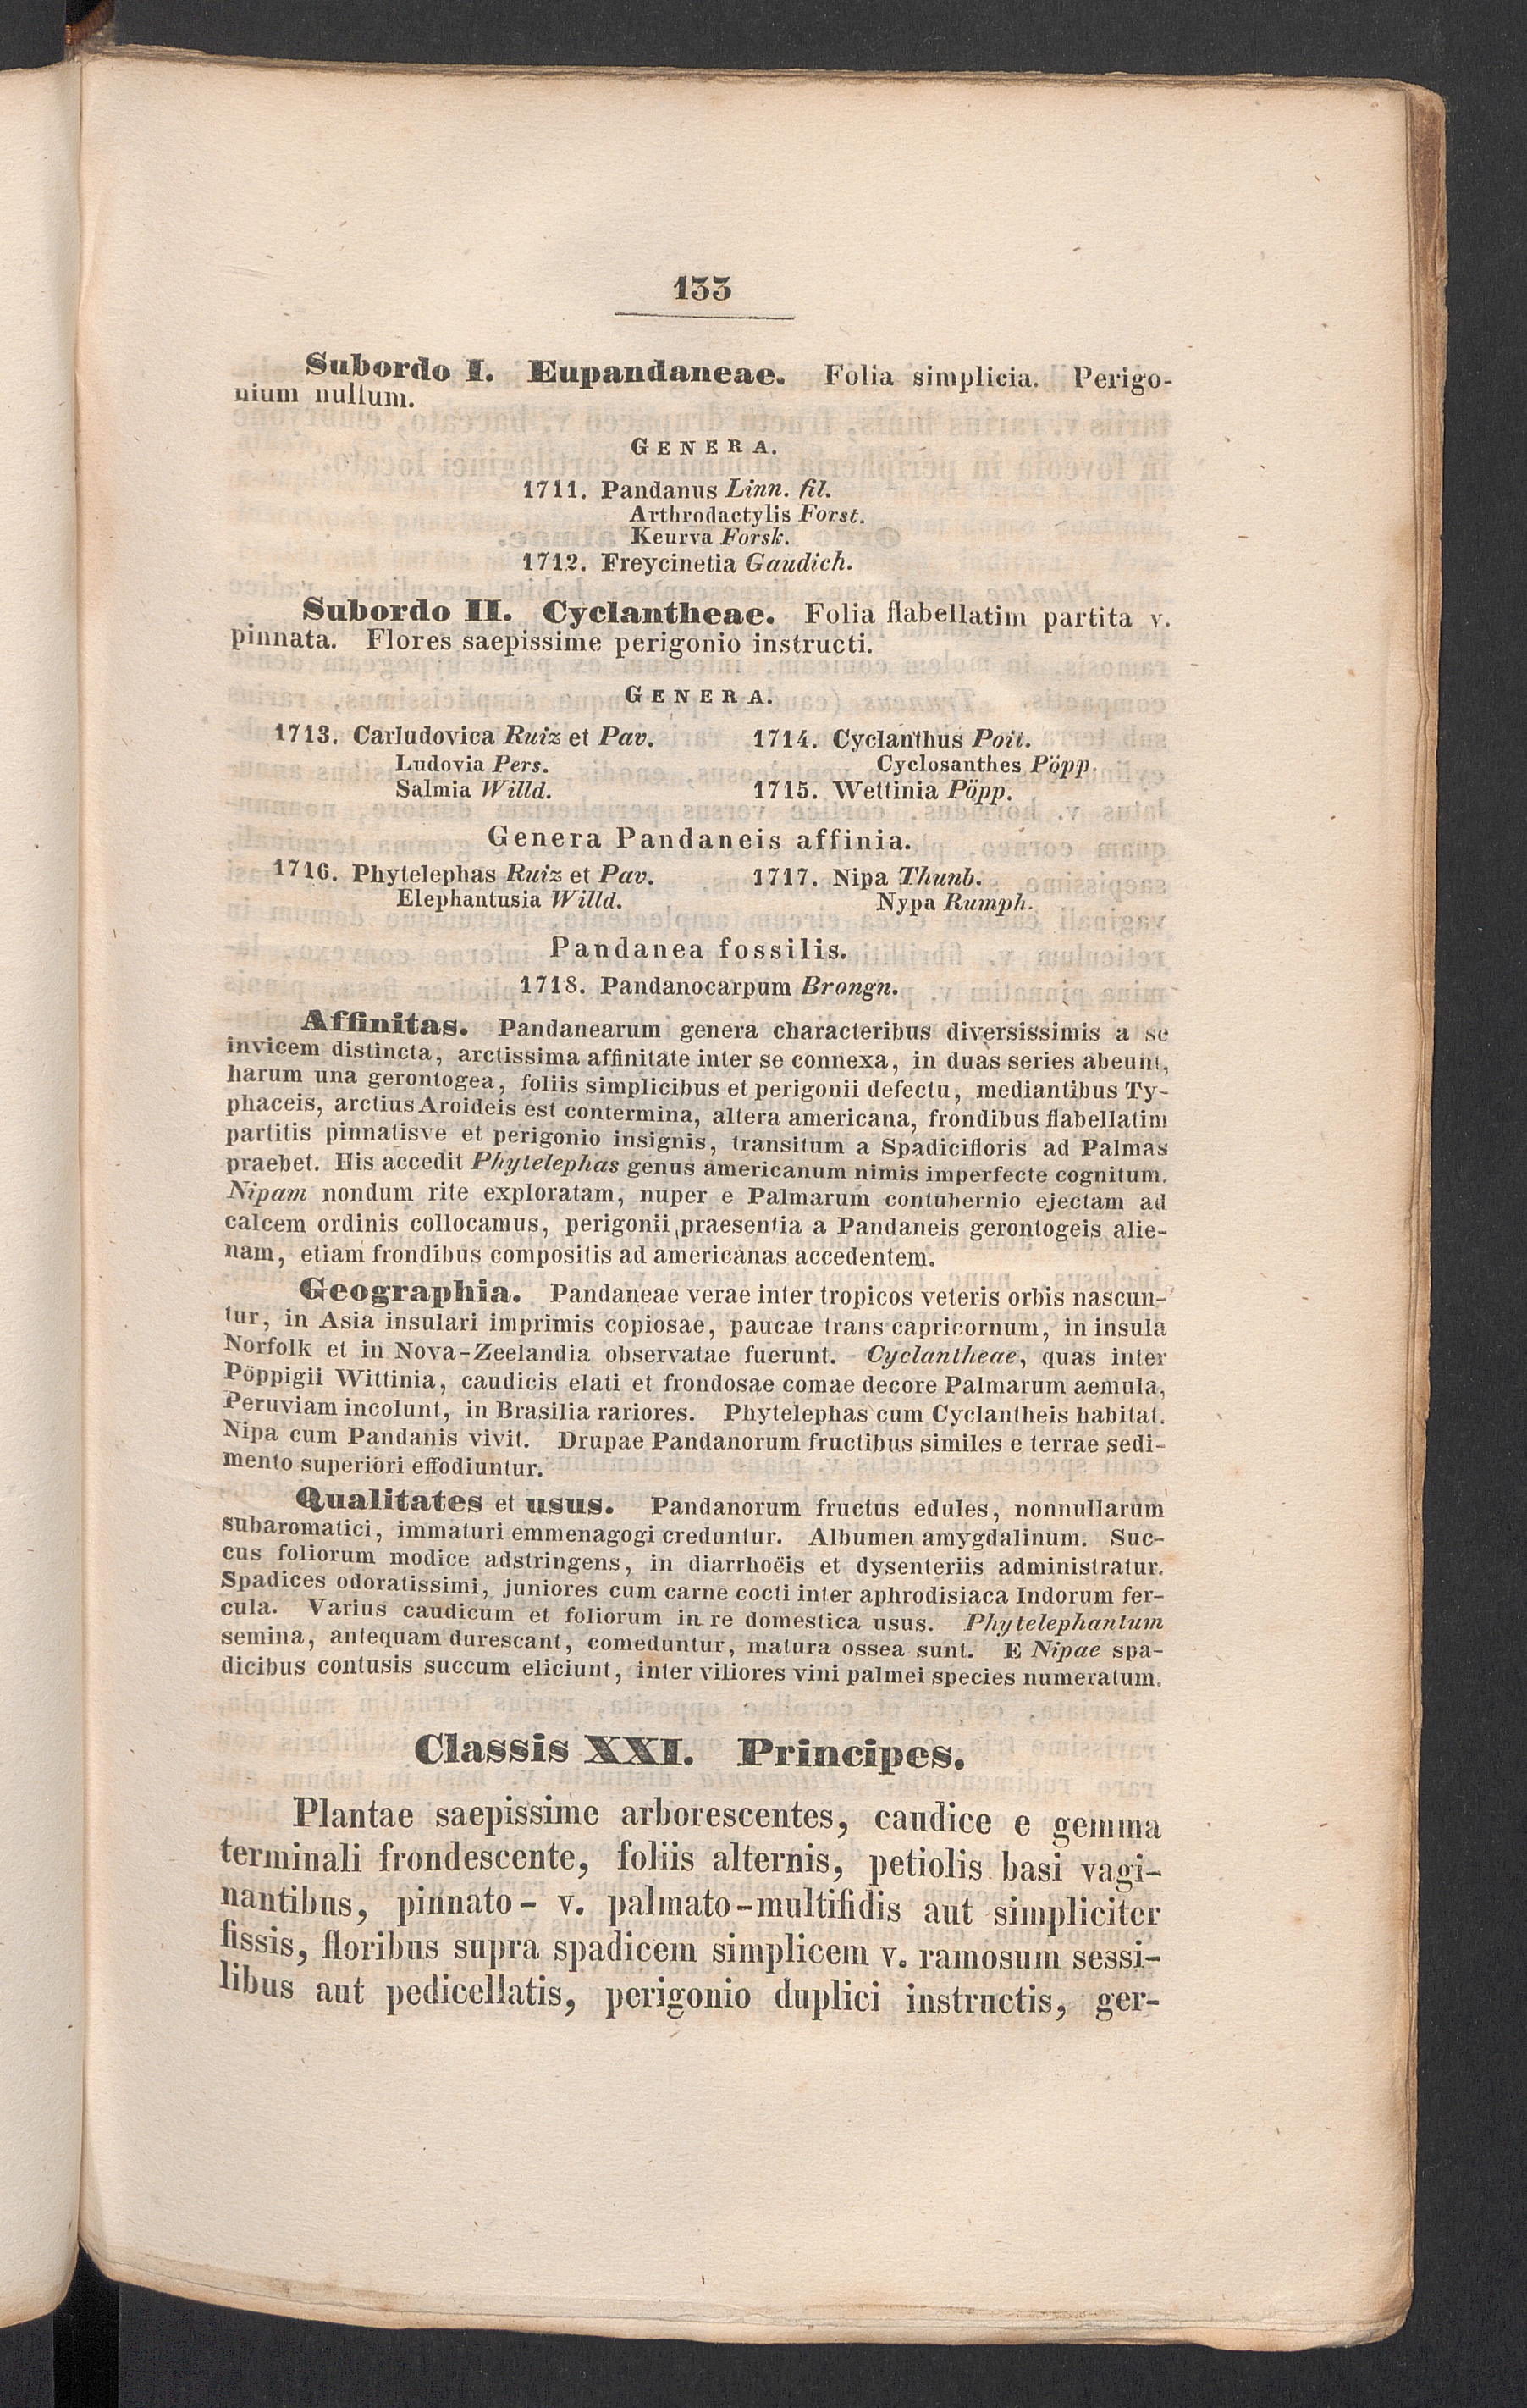 133
Subordo I. Eupandaneae. Folia simplicia. Perigo-
nium nullum.
GENERA.
1711. Pandanus Linn. fil.
Arthrodactylis Forst.
Keurva Forsk.
1712. Freycinetia Gaudich.
Subordo II. Cyclantheae. Folia flabellatim partita v.
pinnata. Flores saepissime perigonio instructi.
GENERA.
1713. Carludovica Ruiz et Pav.
Ludovia Pers.
Salmia Willd.
1714. Cyclanthus Poit.
Cyclosanthes Pöpp.
1715. Wettinia Pöpp.
Genera Pandaneis affinia.
1716. Phytelephas Ruiz et Pav.
Elephantusia Willd.
1717. Nipa Thunb.
Nypa Rumph.
Pandanea fossilis.
1718. Pandanocarpum Brongn.
Affinitas. Pandanearum genera characteribus diversissimis a se
invicem distincta, arctissima affinitate inter se connexa, in duas series abeunt,
harum una gerontogea, foliis simplicibus et perigonii defectu, mediantibus Ty-
phaceis, arctius Aroideis est contermina, altera americana, frondibus flabellatim
partitis pinnatisve et perigonio insignis, transitum a Spadicifloris ad Palmas
praebet. His accedit Phytelephas genus americanum nimis imperfecte cognitum.
Nipam nondum rite exploratam, nuper e Palmarum contubernio ejectam ad
calcem ordinis collocamus, perigonii praesentia a Pandaneis gerontogeis alie-
nam, etiam frondibus compositis ad americanas accedentem.
Geographia. Pandaneae verae inter tropicos veteris orbis nascun-
tur, in Asia insulari imprimis copiosae, paucae trans capricornum, in insula
Norfolk et in Nova-Zeelandia observatae fuerunt. Cyclantheae, quas inter
Pöppigii Wittinia, caudicis elati et frondosae comae decore Palmarum aemula,
Peruviam incolunt, in Brasilia rariores. Phytelephas cum Cyclantheis habitat.
Nipa cum Pandanis vivit. Drupae Pandanorum fructibus similes e terrae sedi-
mento superiori effodiuntur.
Qualitates et usus. Pandanorum fructus edules, nonnullarum
subaromatici, immaturi emmenagogi creduntur. Albumen amygdalinum. Suc-
cus foliorum modice adstringens, in diarrhoëis et dysenteriis administratur.
Spadices odoratissimi, juniores cum carne cocti inter aphrodisiaca Indorum fer-
cula. Varius caudicum et foliorum in re domestica usus. Phytelephantum
semina, antequam durescant, comeduntur, matura ossea sunt. E Nipae spa-
dicibus contusis succum eliciunt, inter viliores vini palmei species numeratum.
Classis XXI. Principes.
Plantae saepissime arborescentes, caudice e gemma
terminali frondescente, foliis alternis, petiolis basi vagi-
nantibus, pinnato- v. palmato-multifidis aut simpliciter
fissis, floribus supra spadicem simplicem v. ramosum sessi-
libus aut pedicellatis, perigonio duplici instructis, ger-